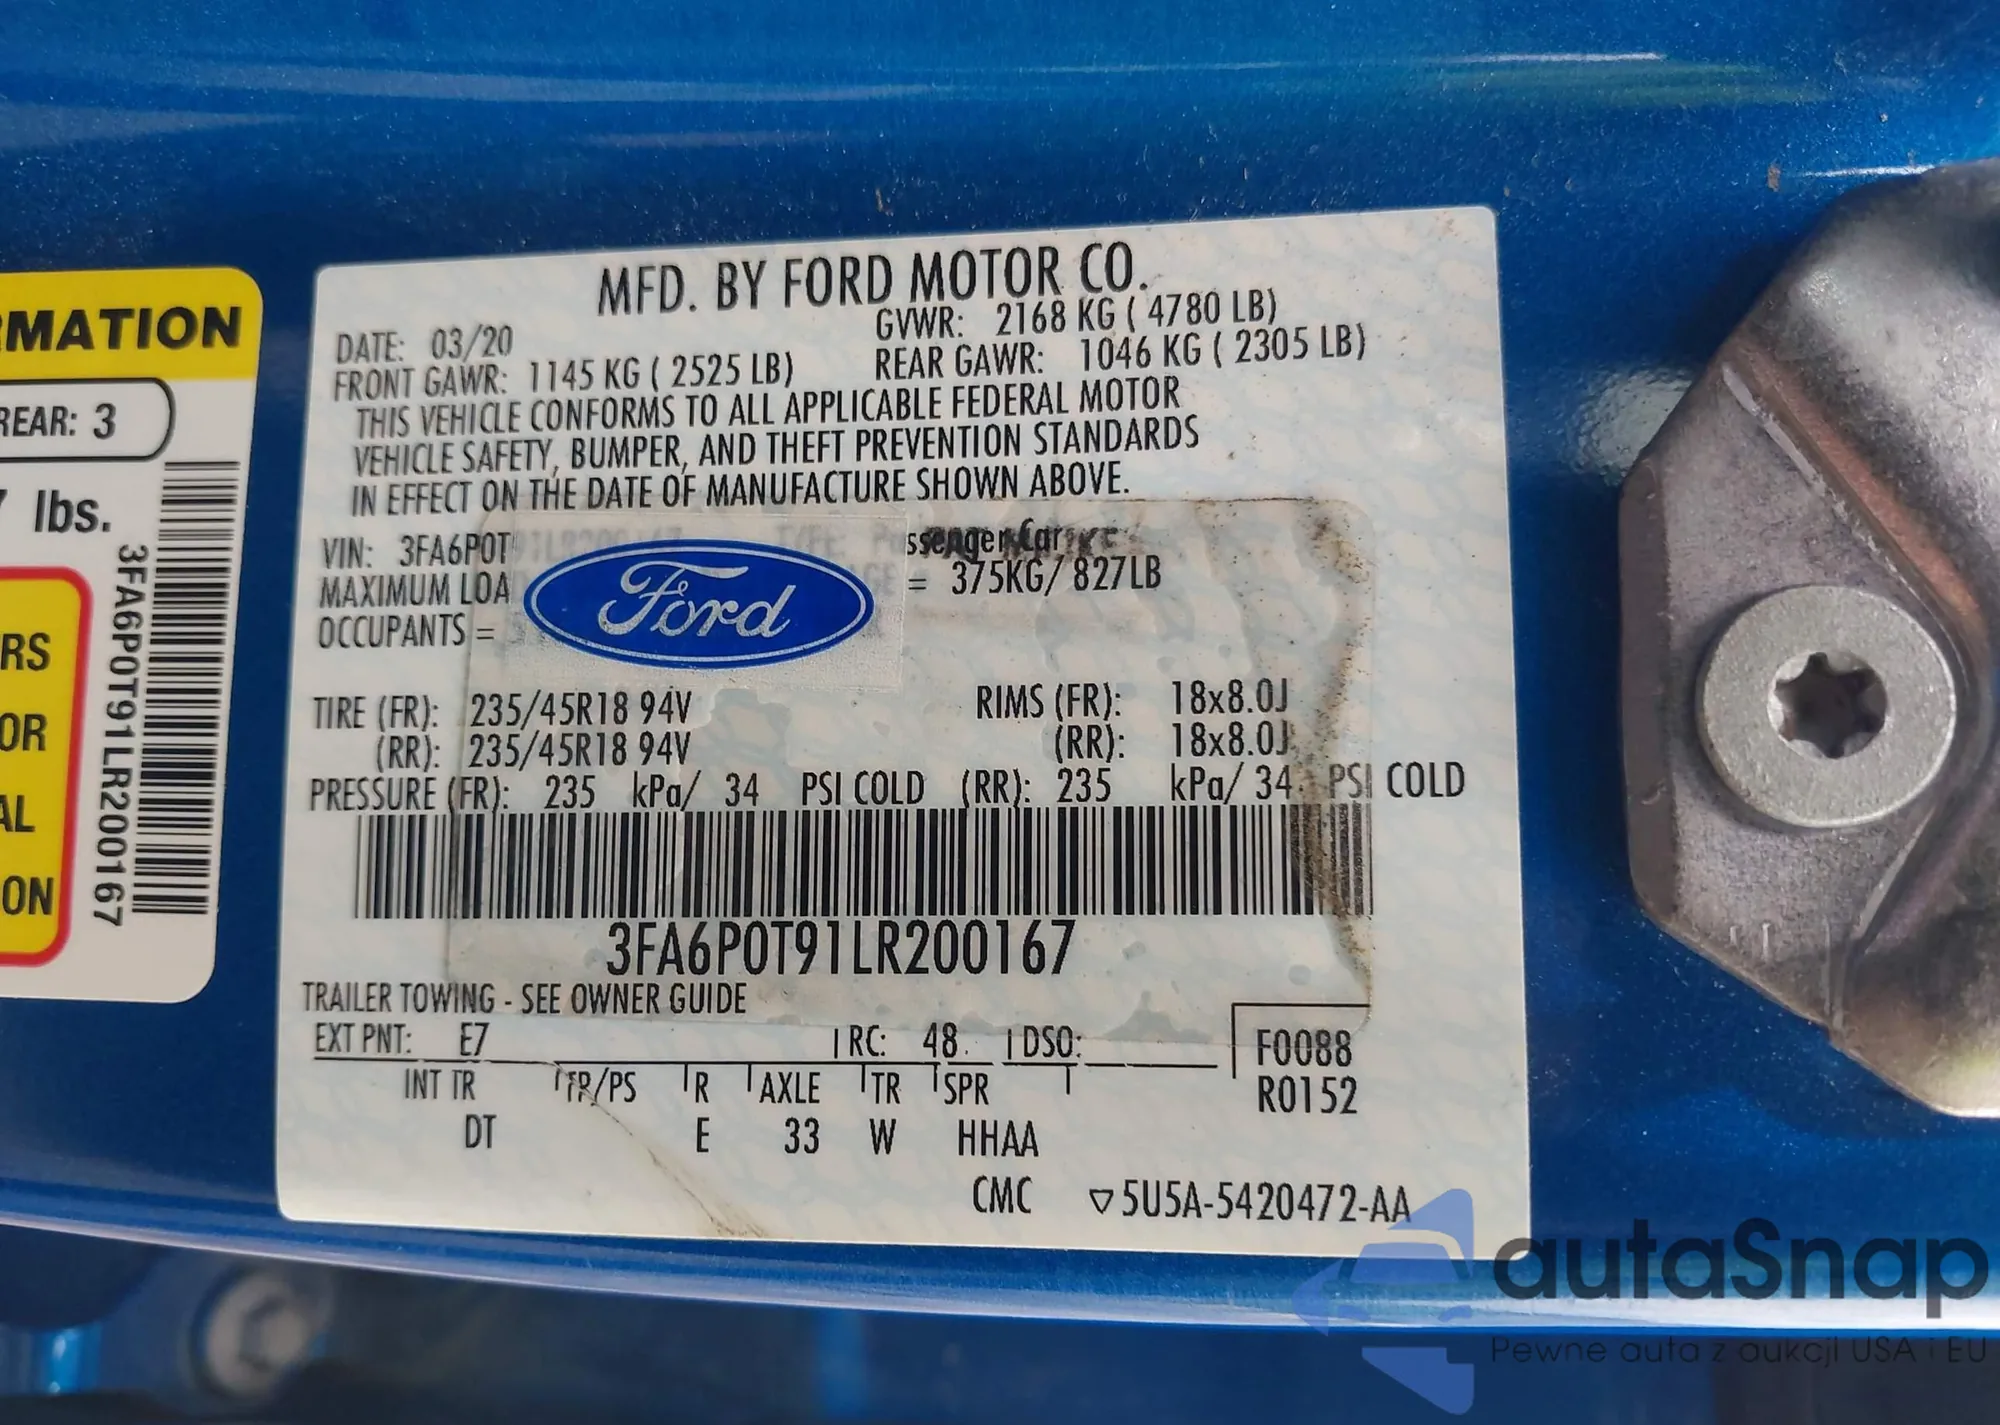 RMATION
REAR: 3
lbs.
3FA6P0T91LR200167
RS
OR
AL
ON
MFD. BY FORD MOTOR CO.
DATE: 03/20
GVWR: 2168 KG ( 4780 LB)
FRONT GAWR: 1145 KG ( 2525 LB)
REAR GAWR: 1046 KG ( 2305 LB)
THIS VEHICLE CONFORMS TO ALL APPLICABLE FEDERAL MOTOR
VEHICLE SAFETY, BUMPER, AND THEFT PREVENTION STANDARDS
IN EFFECT ON THE DATE OF MANUFACTURE SHOWN ABOVE.
VIN: 3FA6P0T
MAXIMUM LOA = 375KG/ 827LB
OCCUPANTS =
Ford
TIRE (FR): 235/45R18 94V RIMS (FR): 18x8.0J
(RR): 235/45R18 94V (RR): 18x8.0J
PRESSURE (FR): 235 kPa/ 34 PSI COLD (RR): 235 kPa/ 34 PSI COLD
3FA6P0T91LR200167
TRAILER TOWING - SEE OWNER GUIDE
EXT PNT: E7 RC: 48 DSO: F0088
INT TR TP/PS R AXLE TR SPR R0152
DT E 33 W HHAA
CMC 5U5A-5420472-AA
autaSnap
Pewne auta z aukcji USA i EU